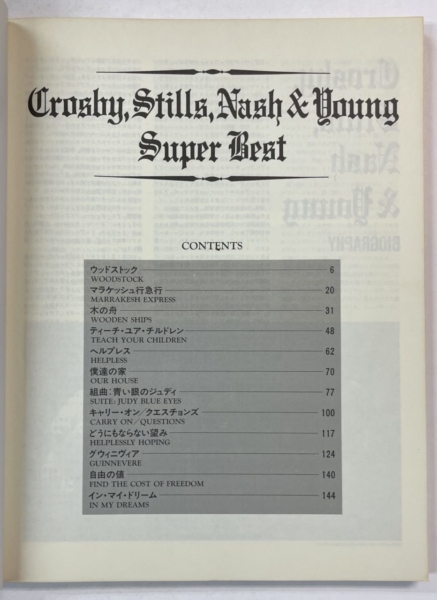 Crosby, Stills, Nash & Young
Super Best
CONTENTS
ウッドストック 6
WOODSTOCK
マラケッシュ行急行 20
MARRAKESH EXPRESS
木の舟 31
WOODEN SHIPS
ティーチ・ユア・チルドレン 48
TEACH YOUR CHILDREN
ヘルプレス 62
HELPLESS
僕達の家 70
OUR HOUSE
組曲:青い眼のジュディ 77
SUITE: JUDY BLUE EYES
キャリー・オン/クエスチョンズ 100
CARRY ON/QUESTIONS
どうにもならない望み 117
HELPLESSLY HOPING
グウィニヴィア 124
GUINNEVERE
自由の値 140
FIND THE COST OF FREEDOM
イン・マイ・ドリーム 144
IN MY DREAMS
Crosby,
Stills,
Nash
& Young
BIOGRAPHY